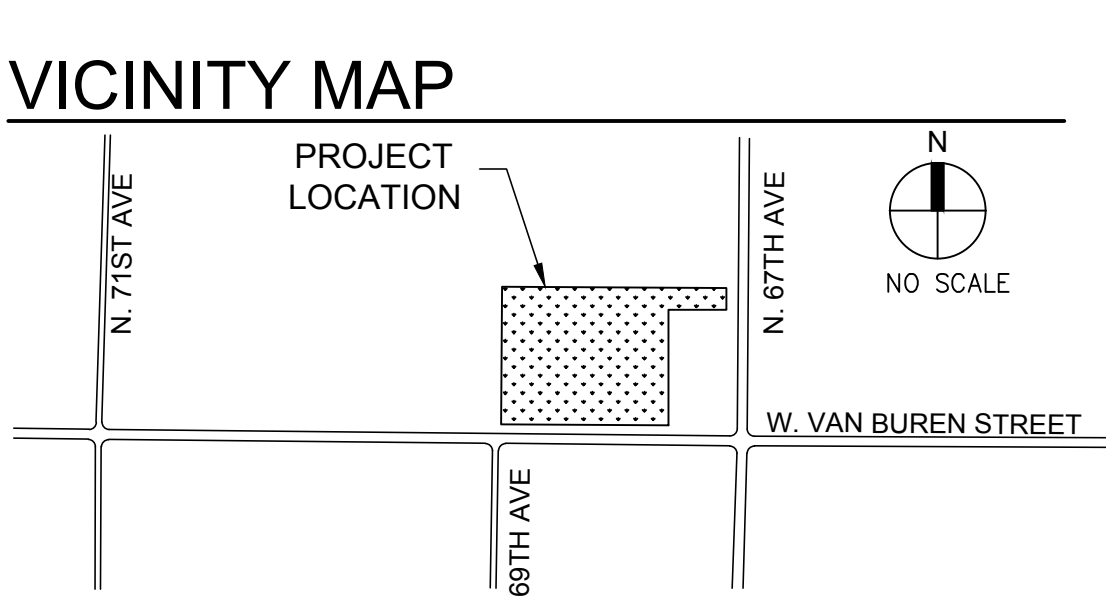 VICINITY MAP
PROJECT
LOCATION
N
NO SCALE
N. 71ST AVE
N. 67TH AVE
W. VAN BUREN STREET
69TH AVE